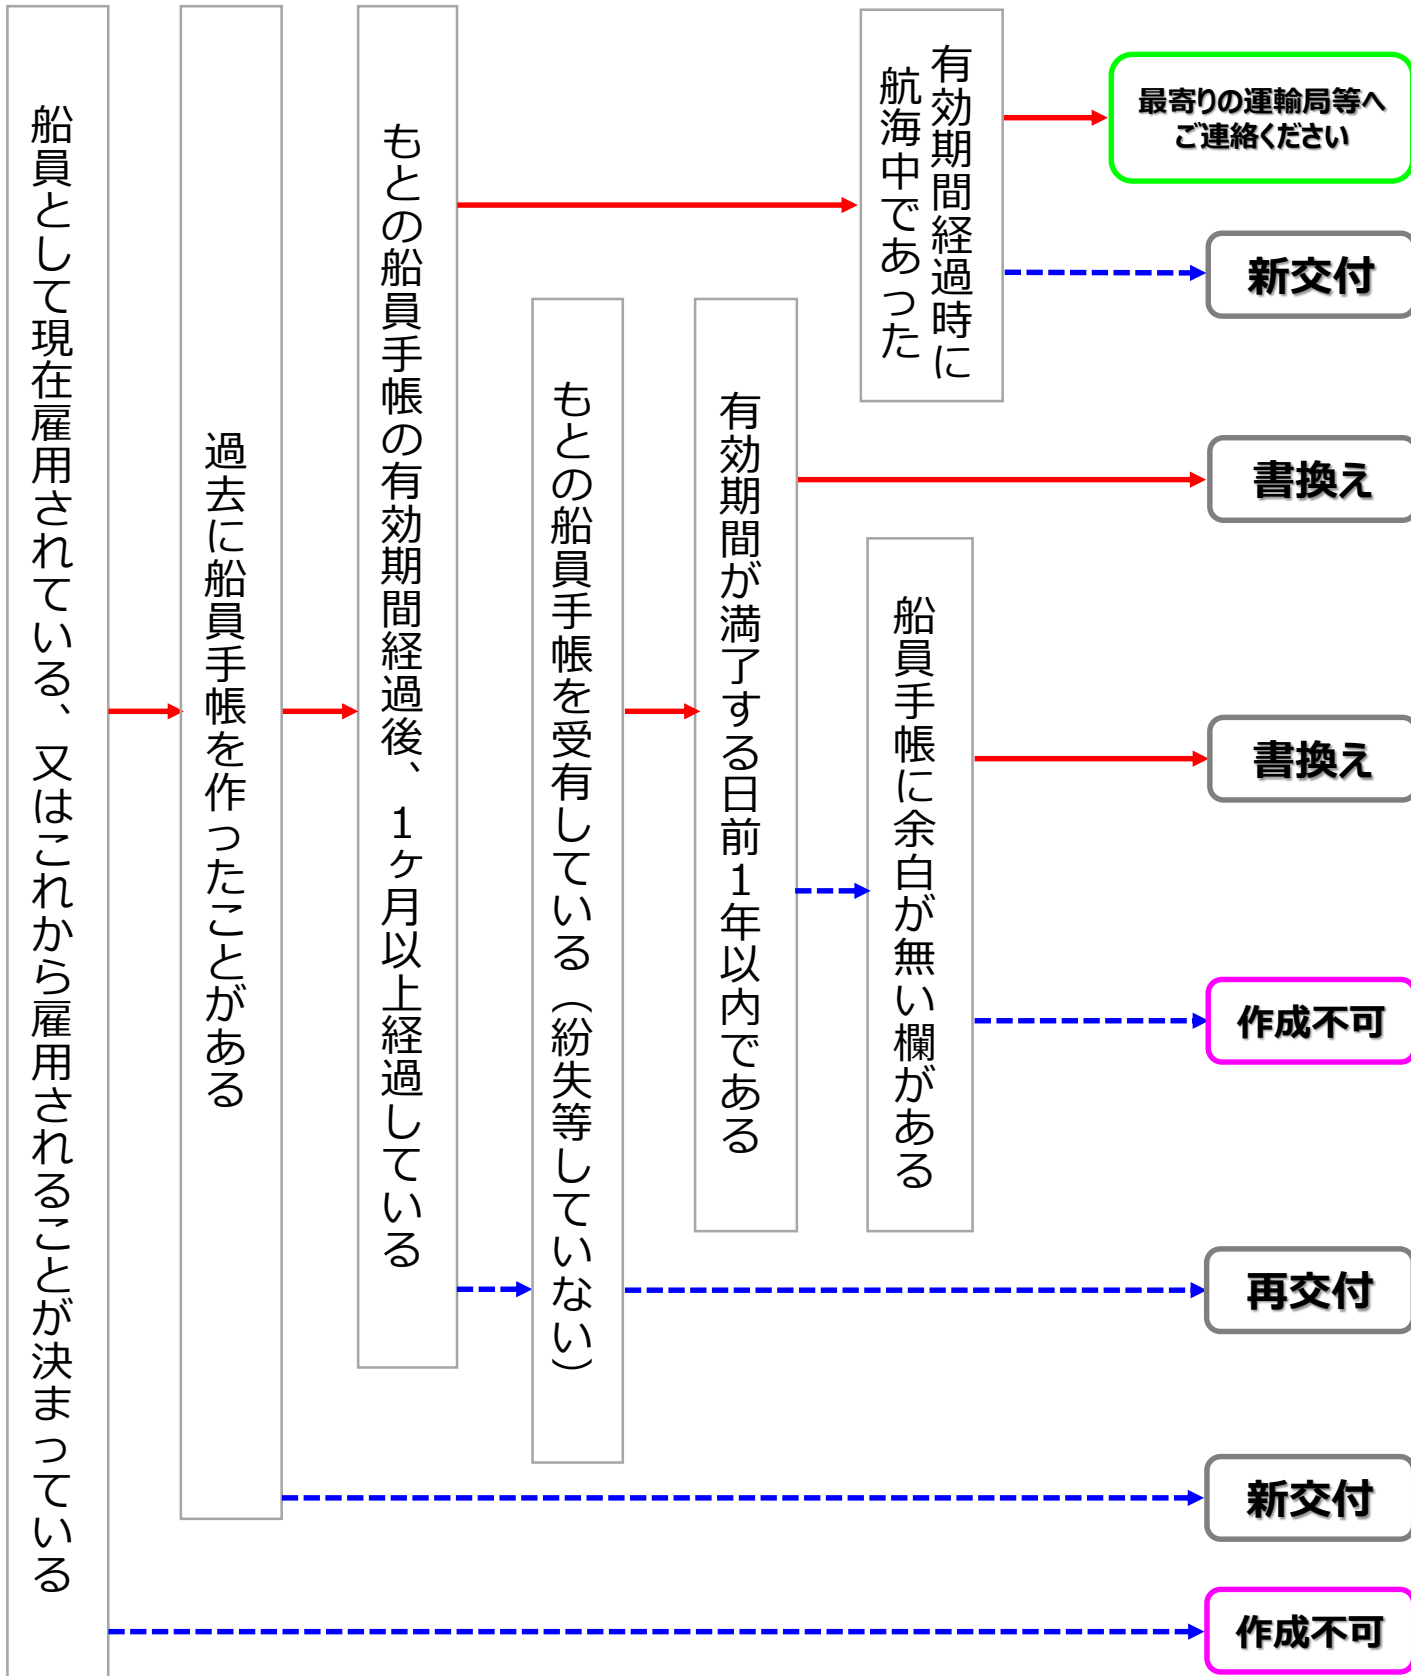 船員として現在雇用されている、又はこれから雇用されることが決まっている
過去に船員手帳を作ったことがある
もとの船員手帳の有効期間経過後、１ヶ月以上経過している
もとの船員手帳を受有している（紛失等していない）
有効期間が満了する日前１年以内である
有効期間経過時に
航海中であった
船員手帳に余白が無い欄がある
最寄りの運輸局等へ
ご連絡ください
新交付
書換え
書換え
作成不可
再交付
新交付
作成不可